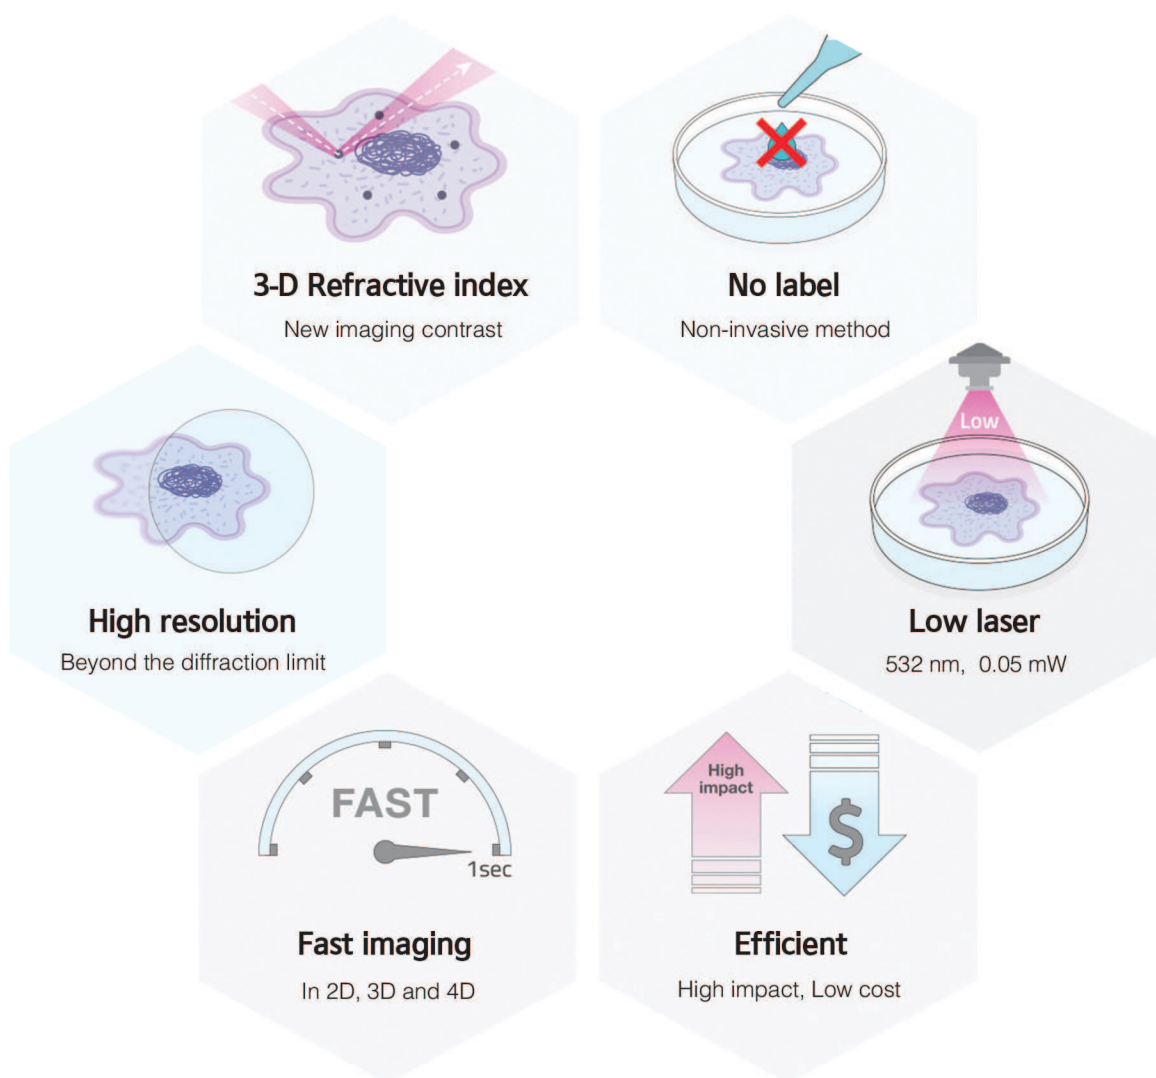 3-D Refractive index
New imaging contrast
No label
Non-invasive method
High resolution
Beyond the diffraction limit
Low
Low laser
532 nm, 0.05 mW
FAST
1sec
Fast imaging
In 2D, 3D and 4D
High
impact
$
Efficient
High impact, Low cost